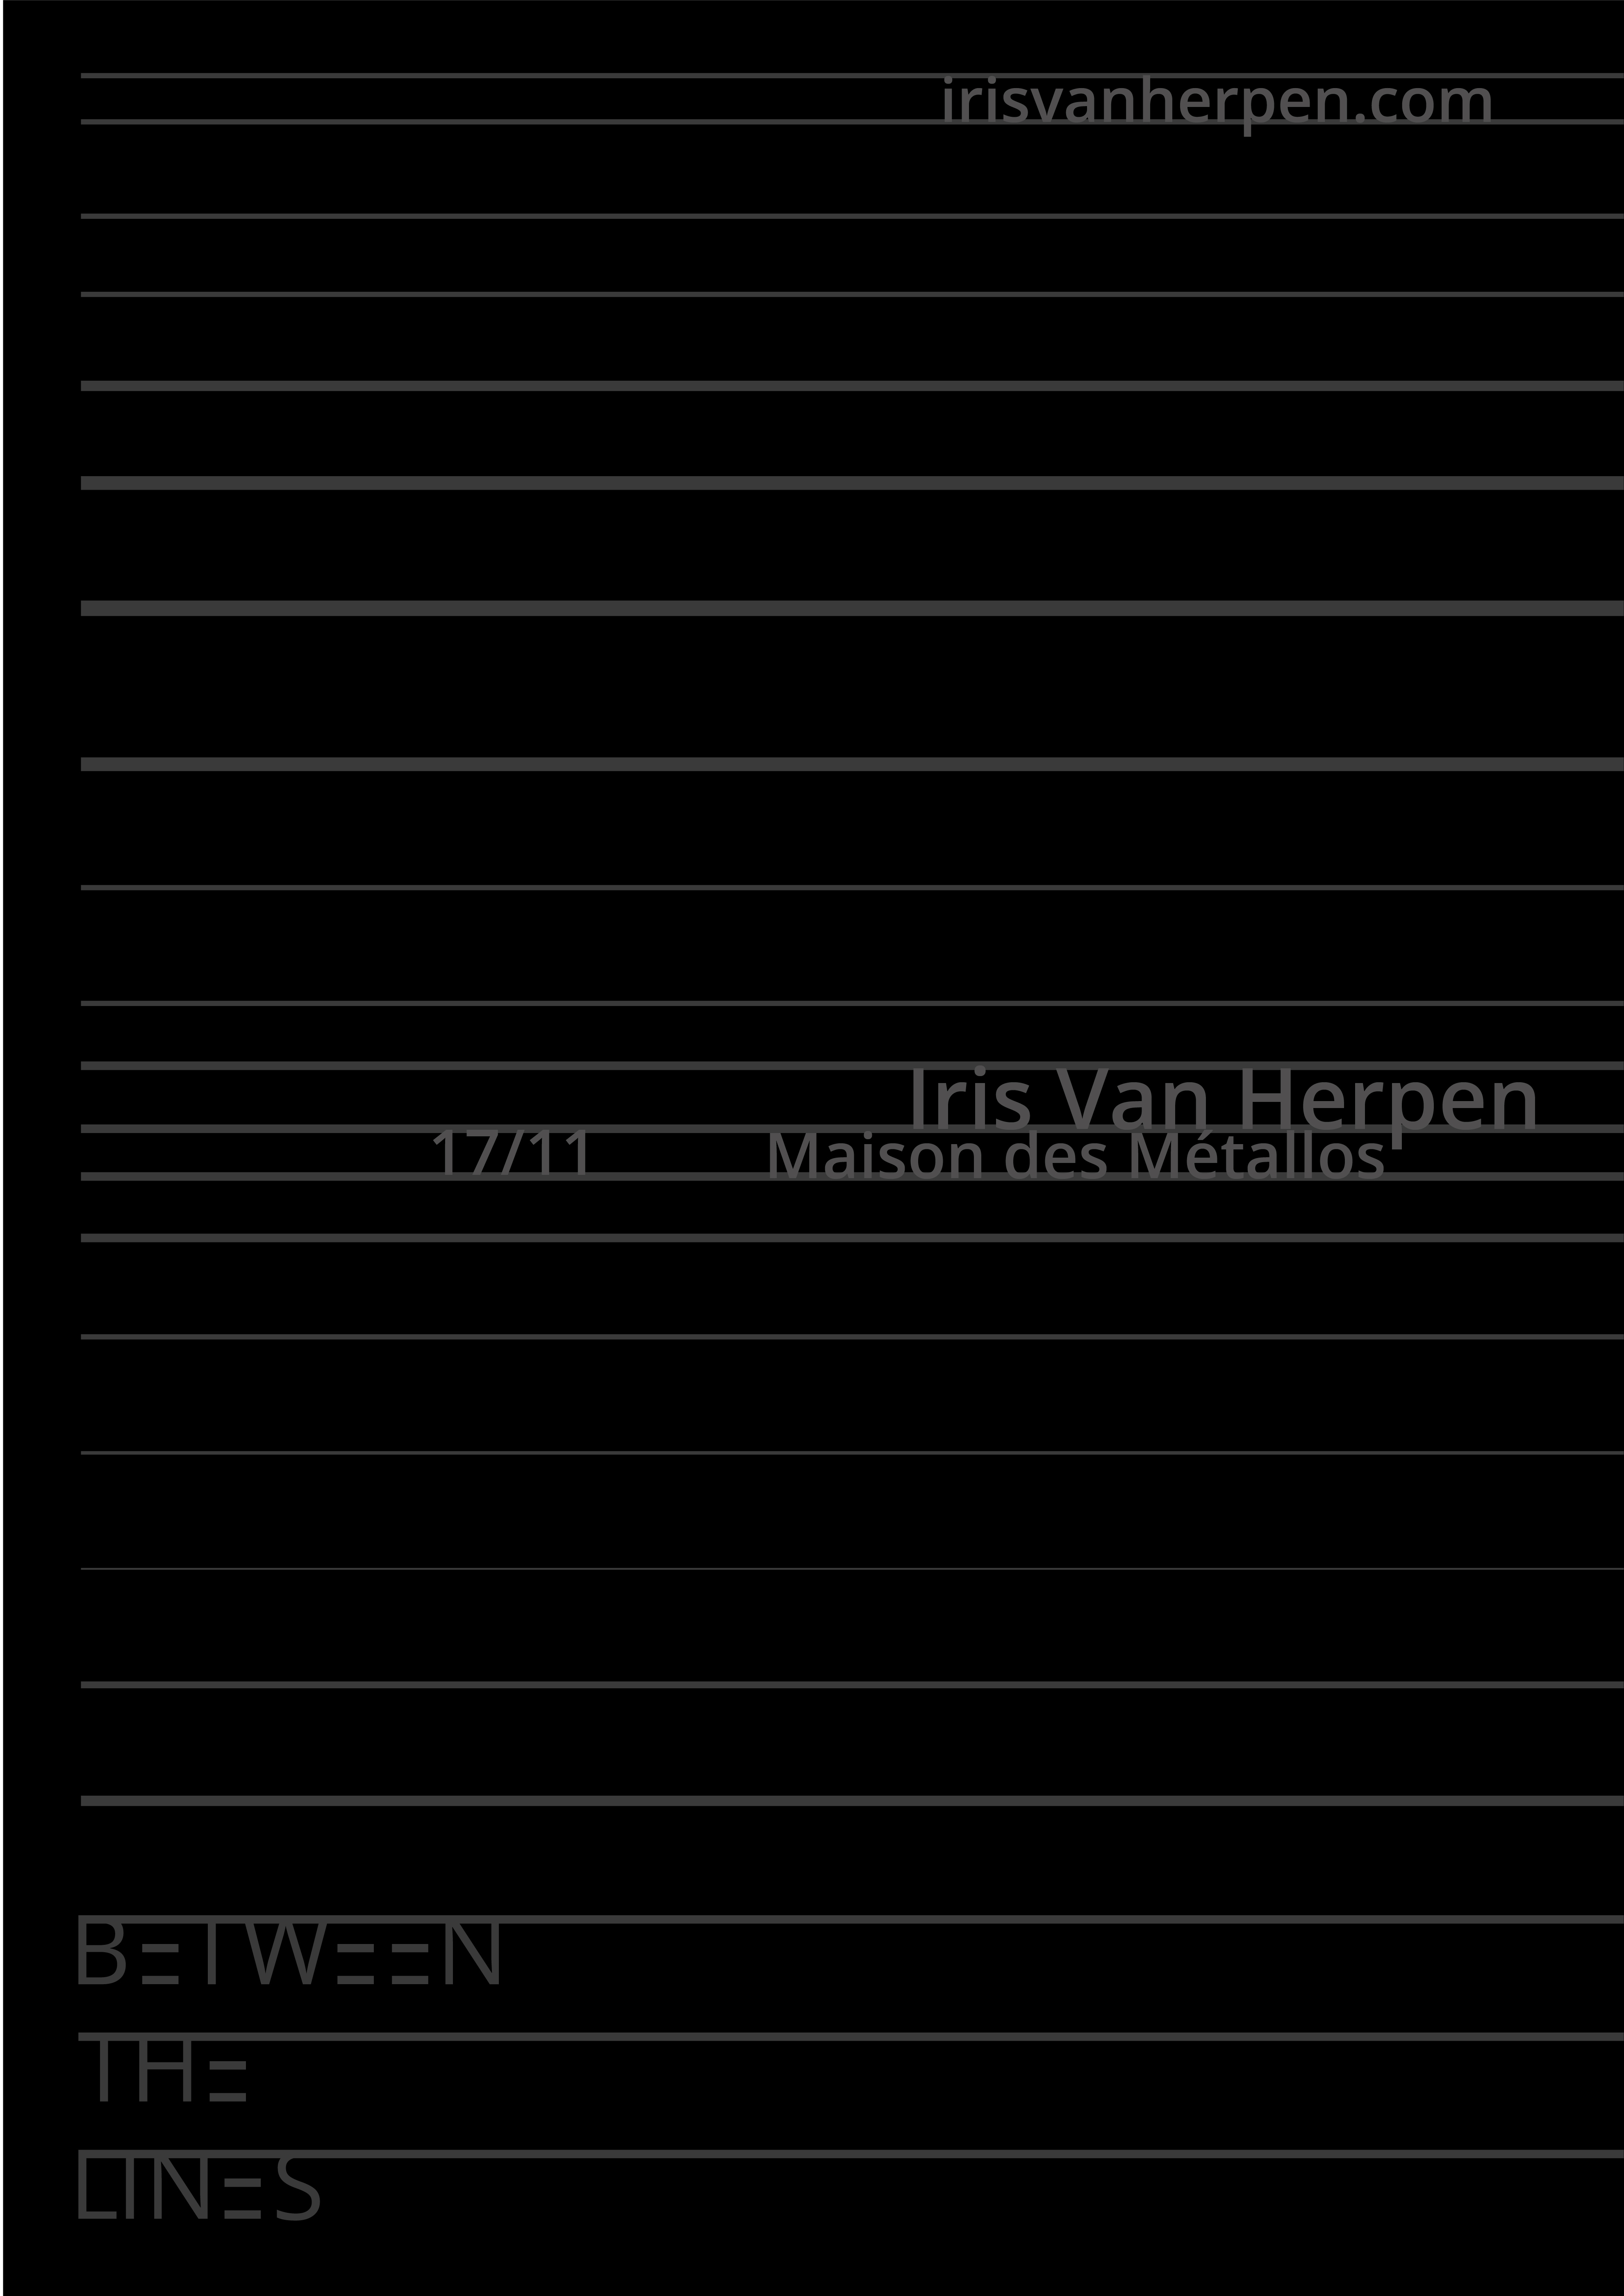 irisvanherpen.com
Iris Van Herpen
17/11 Maison des Métallos
BETWEEN
THE
LINES